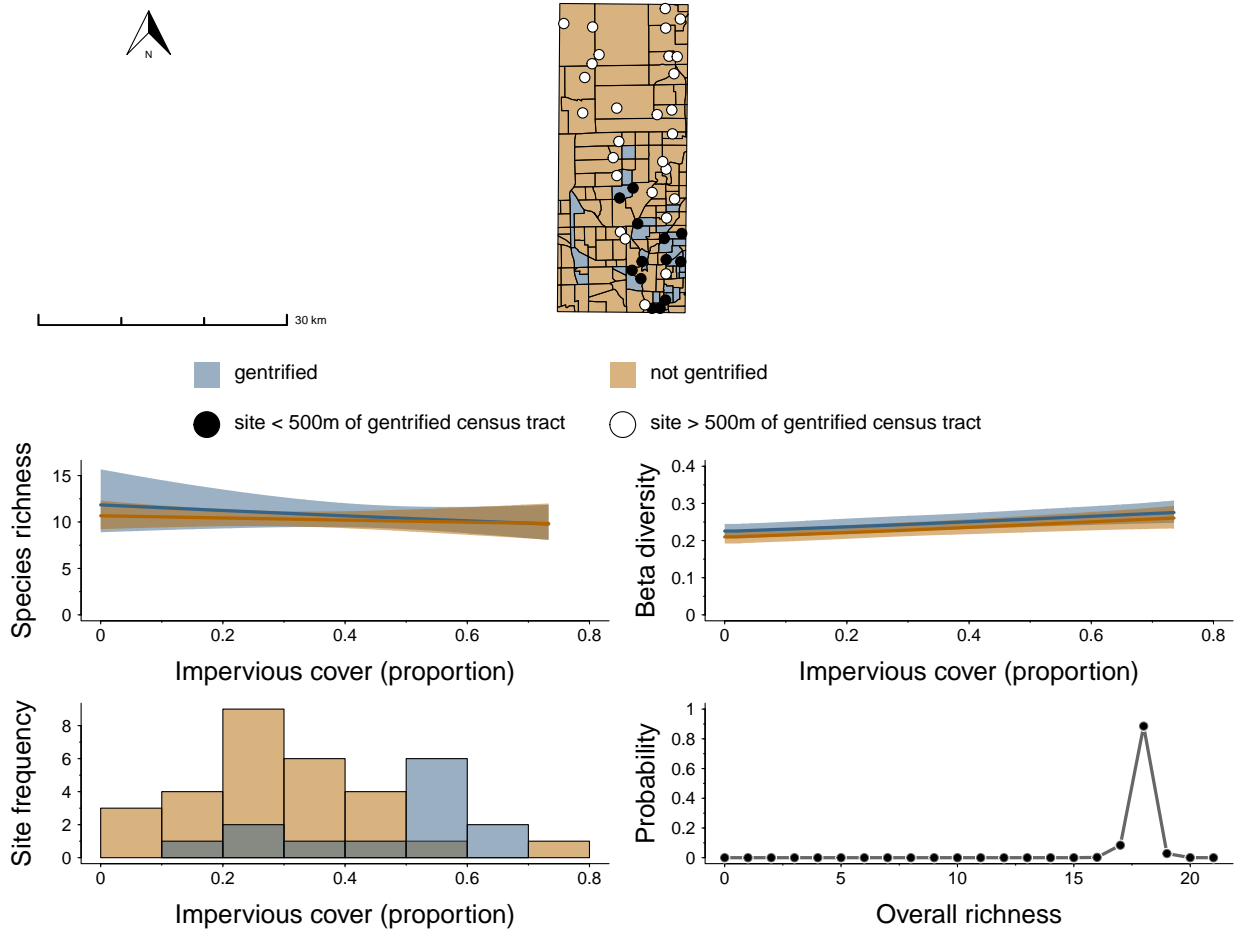 N
30 km
gentrified
not gentrified
site < 500m of gentrified census tract
site > 500m of gentrified census tract
Species richness
15
10
5
0
0 0.2 0.4 0.6 0.8
Impervious cover (proportion)
Beta diversity
0.4
0.3
0.2
0.1
0
0 0.2 0.4 0.6 0.8
Impervious cover (proportion)
Site frequency
8
6
4
2
0
0 0.2 0.4 0.6 0.8
Impervious cover (proportion)
Probability
1
0.8
0.6
0.4
0.2
0
0 5 10 15 20
Overall richness